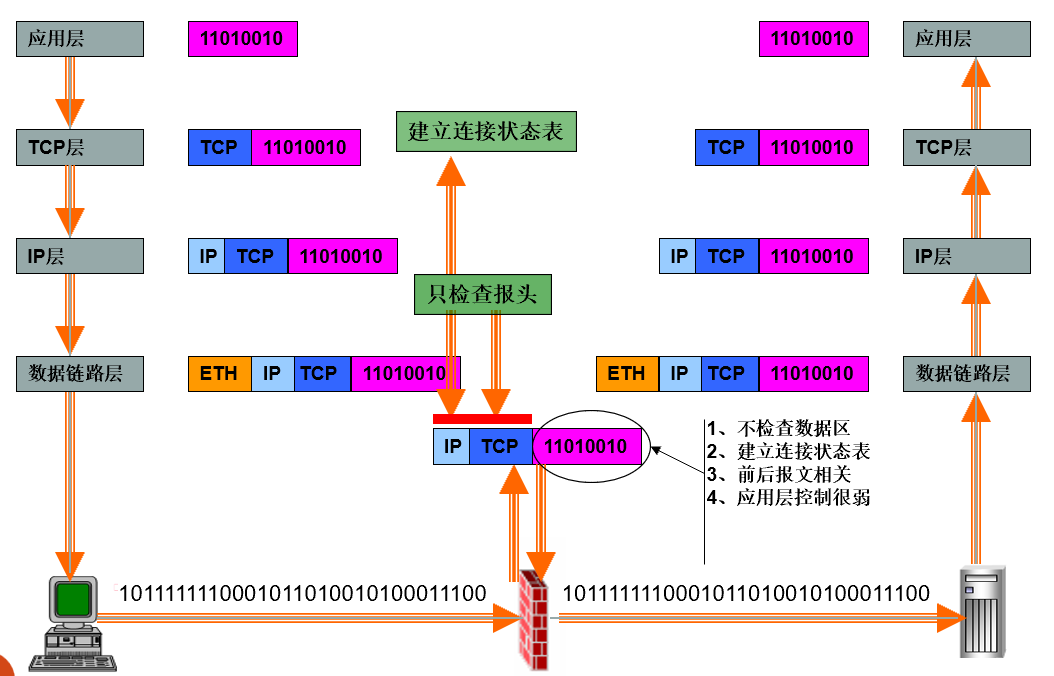 应用层 11010010 11010010 应用层
建立连接状态表
TCP层 TCP 11010010 TCP 11010010 TCP层
IP层 IP TCP 11010010 IP TCP 11010010 IP层
只检查报头
数据链路层 ETH IP TCP 11010010 ETH IP TCP 11010010 数据链路层
IP TCP 11010010
1、不检查数据区
2、建立连接状态表
3、前后报文相关
4、应用层控制很弱
101111111000101101001010001110​0 101111111000101101001010001110​0